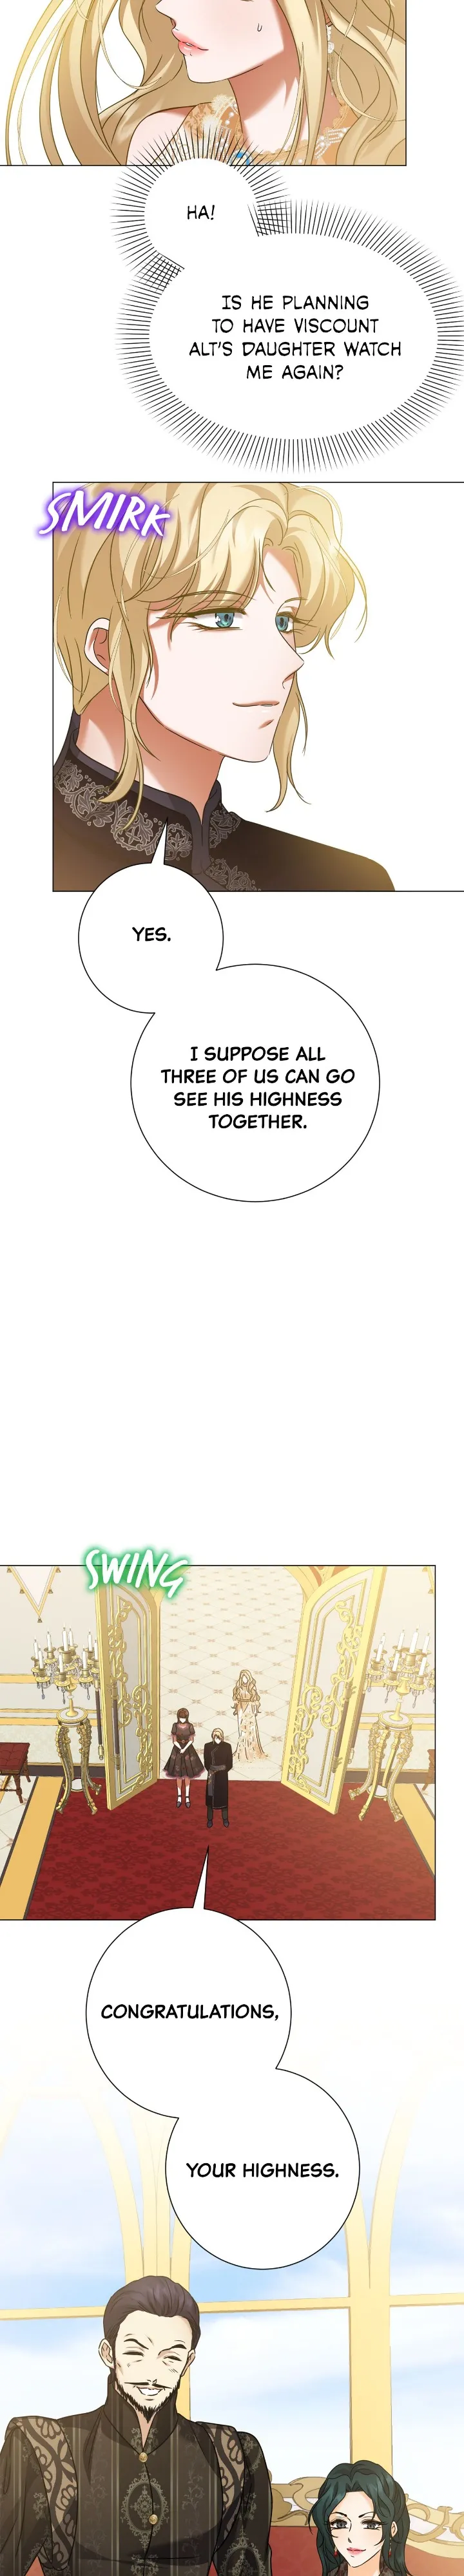 HA!
IS HE PLANNING
TO HAVE VISCOUNT
ALT'S DAUGHTER WATCH
ME AGAIN?
SMIRK
YES.
I SUPPOSE ALL
THREE OF US CAN GO
SEE HIS HIGHNESS
TOGETHER.
SWING
CONGRATULATIONS,
YOUR HIGHNESS.